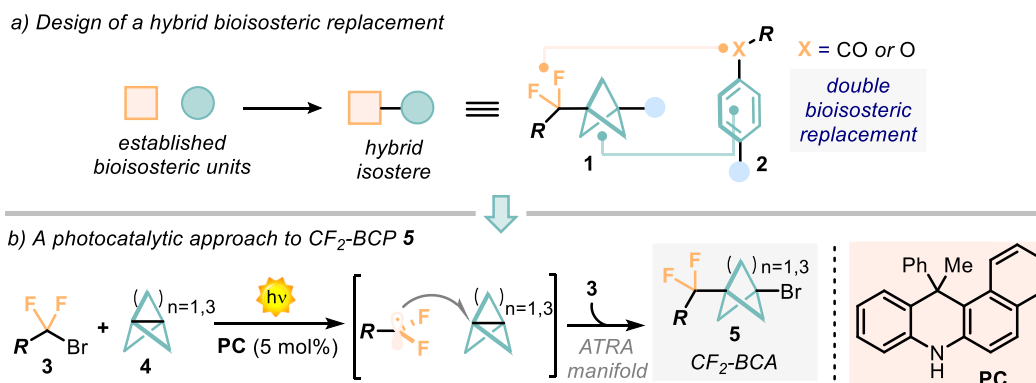 a) Design of a hybrid bioisosteric replacement
established
bioisosteric units
hybrid
isostere
F
F
R
1
X
R
2
X = CO or O
double
bioisosteric
replacement
b) A photocatalytic approach to CF₂-BCP 5
F
F
R
Br
3
+
( )
n=1,3
4
hν
PC (5 mol%)
R
F
F
( )
n=1,3
3
ATRA
manifold
F
F
R
( )
n=1,3
Br
5
CF₂-BCA
Ph
Me
N
H
PC